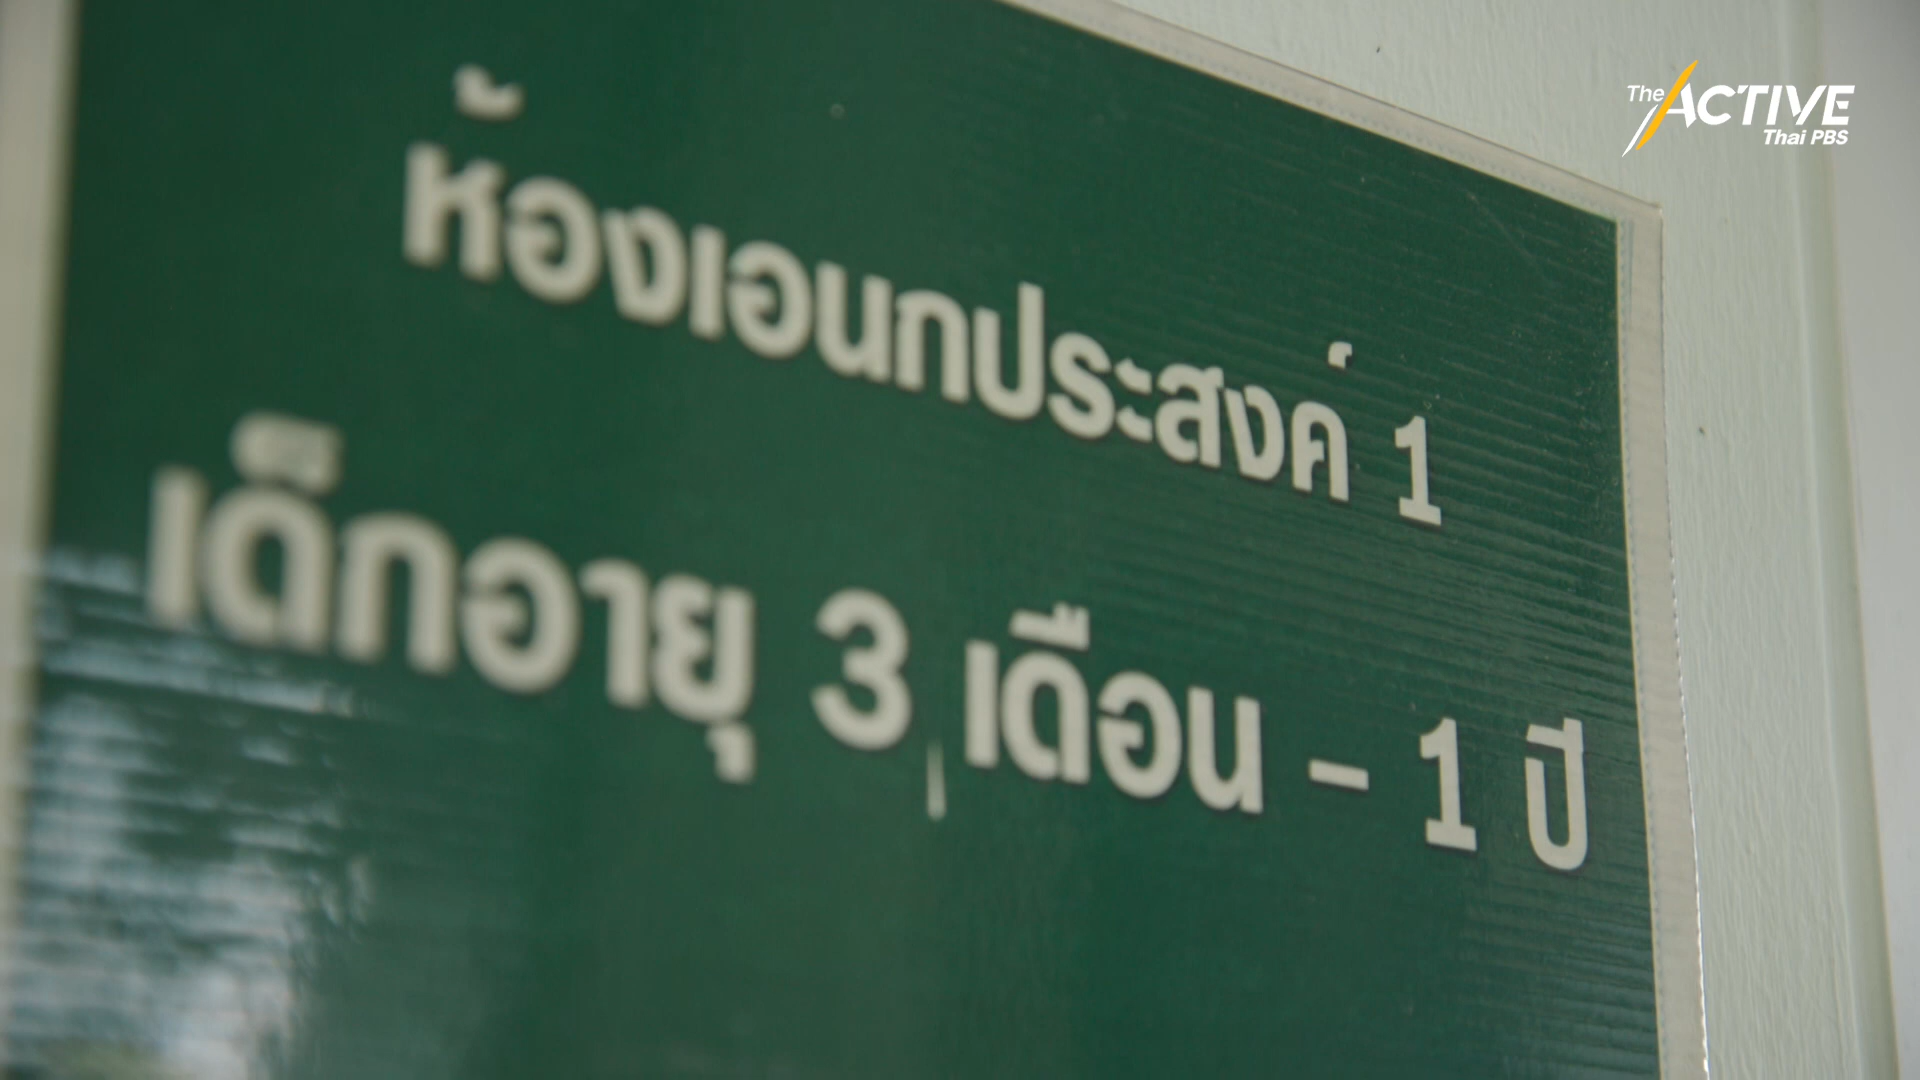 The ACTIVE
Thai PBS
ห้องเอนกประสงค์ 1
เด็กอายุ 3 เดือน - 1 ปี